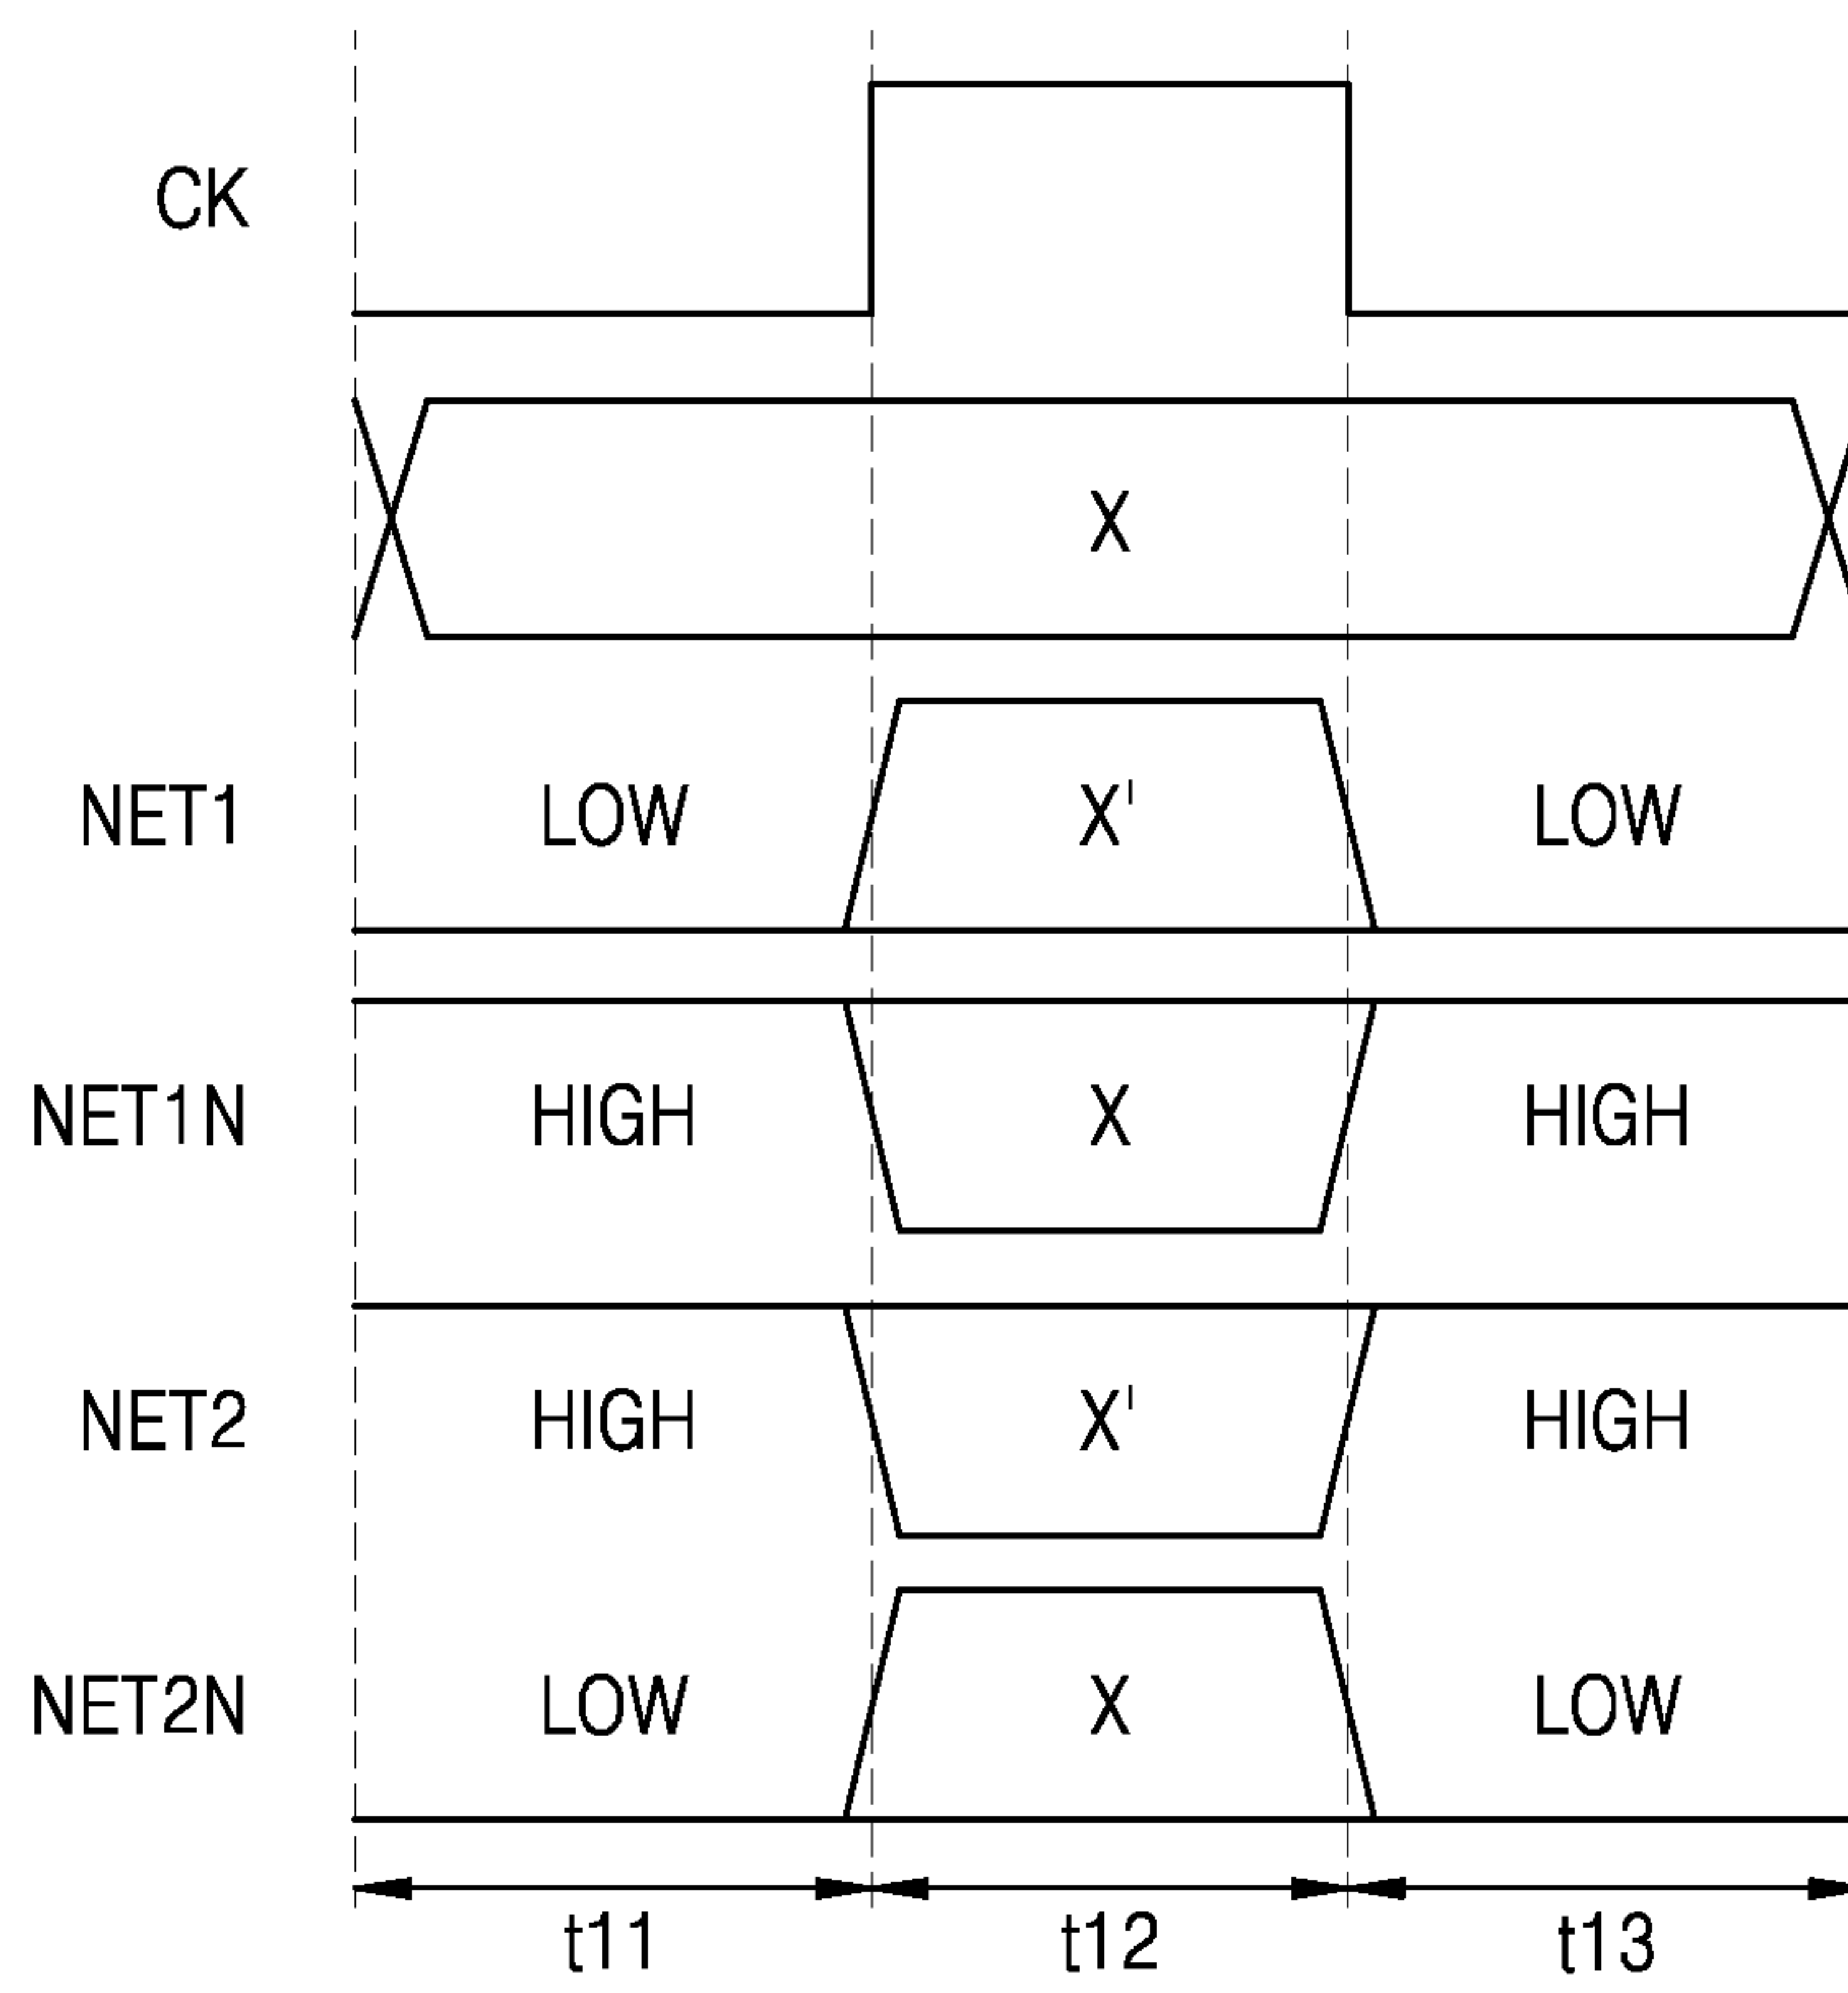 CK
X
NET1 LOW X' LOW
NET1N HIGH X HIGH
NET2 HIGH X' HIGH
NET2N LOW X LOW
t11 t12 t13